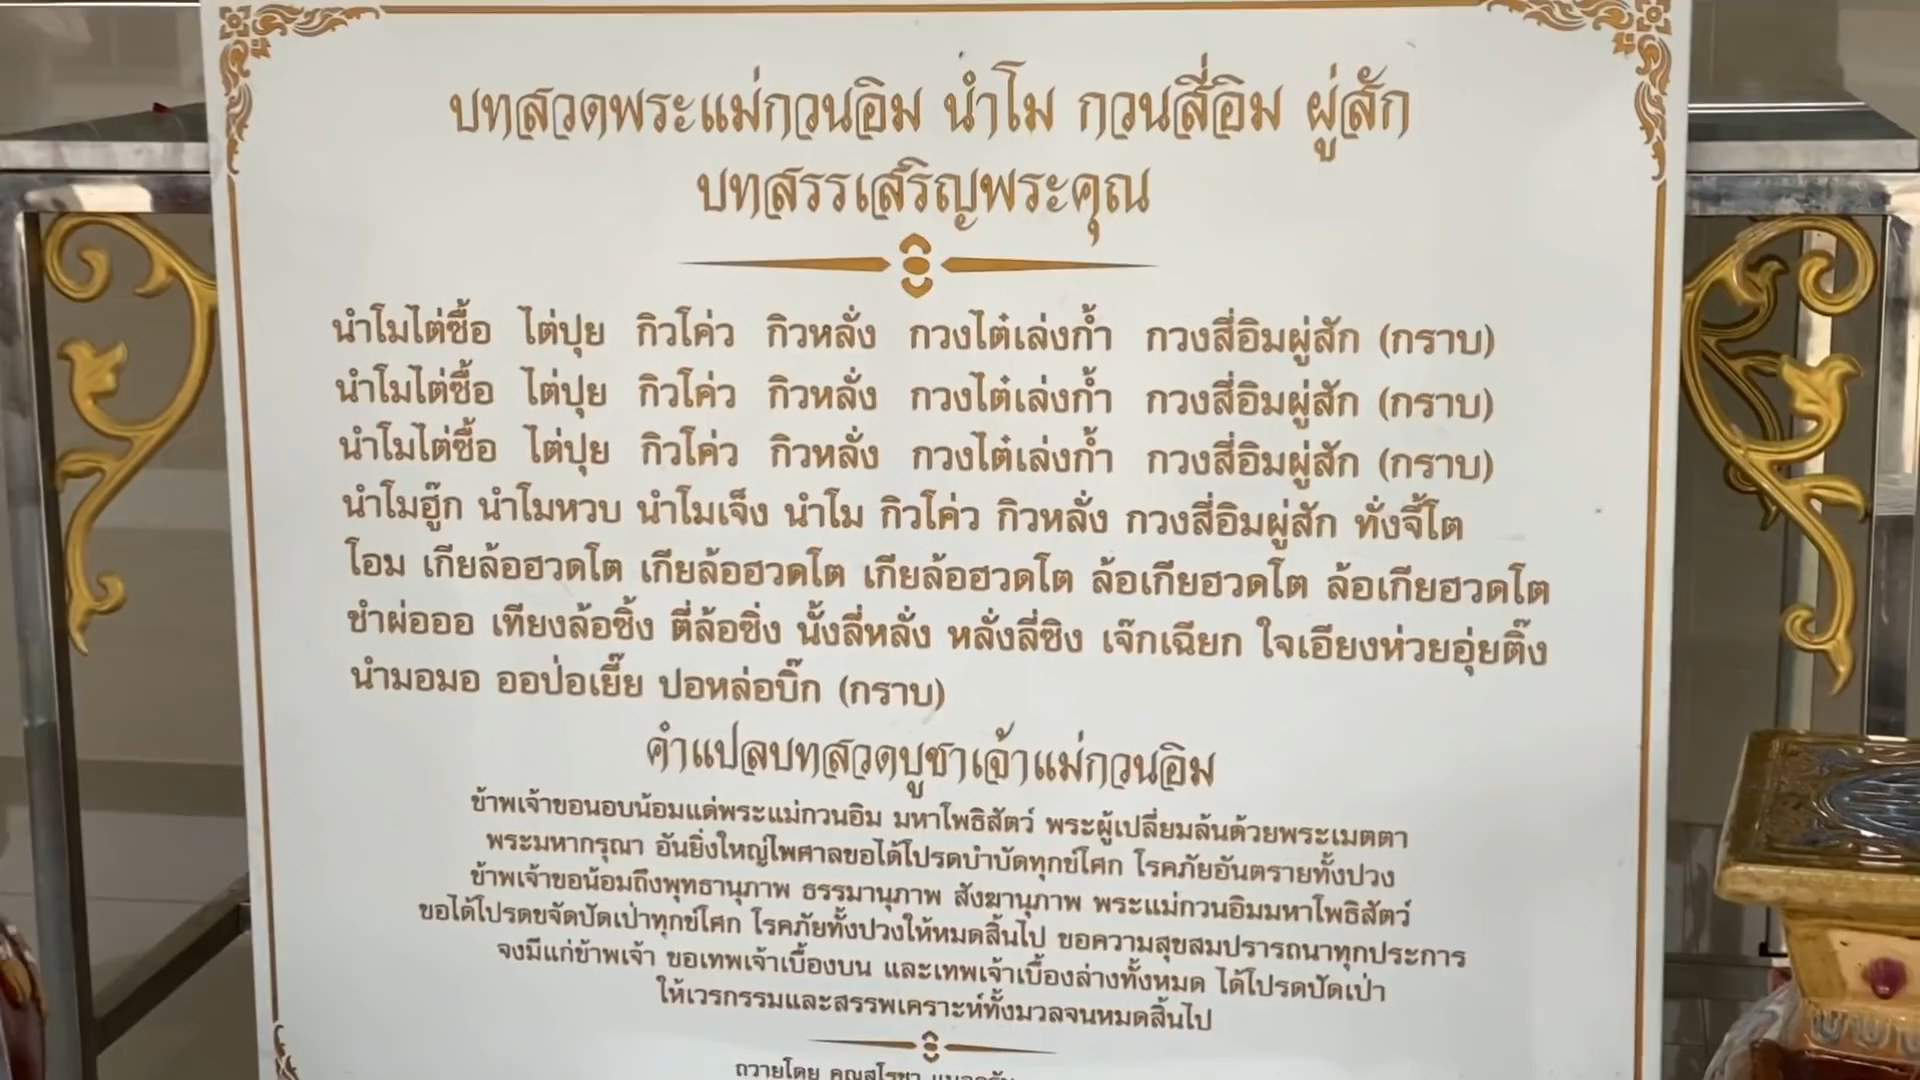 บทสวดพระแม่กวนอิม นำโม กวนสี่อิม ผู่สัก
บทสรรเสริญพระคุณ
นำโมไต่ซื้อ ไต่ปุย กิวโค่ว กิวหลั่ง กวงไต๋เล่งก้ำ กวงสี่อิมผู่สัก (กราบ)
นำโมไต่ซื้อ ไต่ปุย กิวโค่ว กิวหลั่ง กวงไต๋เล่งก้ำ กวงสี่อิมผู่สัก (กราบ)
นำโมไต่ซื้อ ไต่ปุย กิวโค่ว กิวหลั่ง กวงไต๋เล่งก้ำ กวงสี่อิมผู่สัก (กราบ)
นำโมฮู๊ก นำโมหวบ นำโมเจ็ง นำโม กิวโค่ว กิวหลั่ง กวงสี่อิมผู่สัก ทั่งจี้โต
โอม เกียล้อฮวดโต เกียล้อฮวดโต เกียล้อฮวดโต ล้อเกียฮวดโต ล้อเกียฮวดโต
ชำผ่อออ เทียงล้อซิ้ง ตี่ล้อซิ่ง นั้งลี่หลั่ง หลั่งลี่ซิง เจ๊กเฉียก ใจเอียงห่วยอุ่ยติ๊ง
นำมอมอ ออป่อเยี๊ย ปอหล่อบิ๊ก (กราบ)
คำแปลบทสวดบูชาเจ้าแม่กวนอิม
ข้าพเจ้าขอนอบน้อมแด่พระแม่กวนอิม มหาโพธิสัตว์ พระผู้เปลี่ยมล้นด้วยพระเมตตา
พระมหากรุณา อันยิ่งใหญ่ไพศาลขอได้โปรดบำบัดทุกข์โศก โรคภัยอันตรายทั้งปวง
ข้าพเจ้าขอน้อมถึงพุทธานุภาพ ธรรมานุภาพ สังฆานุภาพ พระแม่กวนอิมมหาโพธิสัตว์
ขอได้โปรดขจัดปัดเป่าทุกข์โศก โรคภัยทั้งปวงให้หมดสิ้นไป ขอความสุขสมปรารถนาทุกประการ
จงมีแก่ข้าพเจ้า ขอเทพเจ้าเบื้องบน และเทพเจ้าเบื้องล่างทั้งหมด ได้โปรดปัดเป่า
ให้เวรกรรมและสรรพเคราะห์ทั้งมวลจนหมดสิ้นไป
ถวายโดย